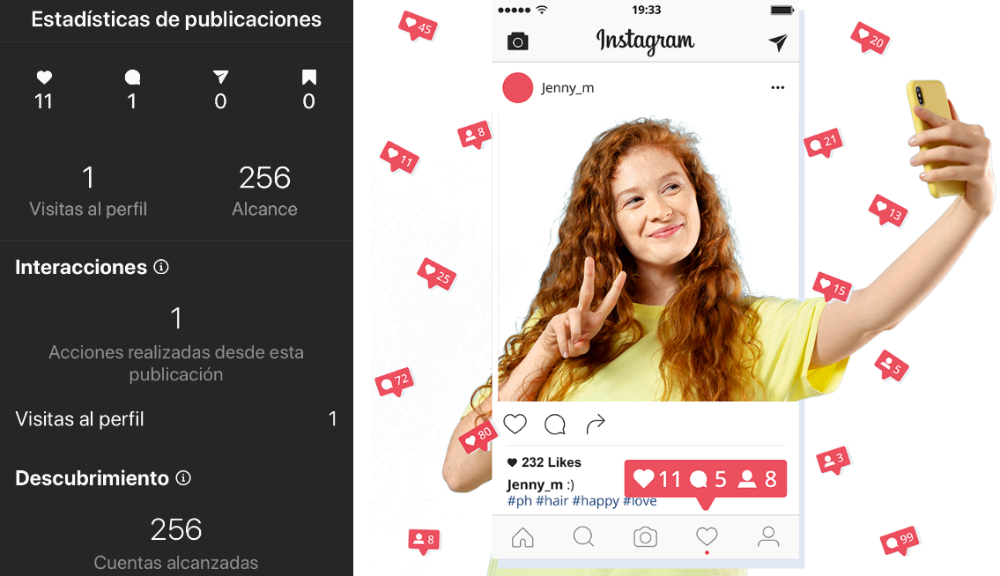 Estadísticas de publicaciones
11 1 0 0
1 256
Visitas al perfil Alcance
Interacciones
1
Acciones realizadas desde esta
publicación
Visitas al perfil 1
Descubrimiento
256
Cuentas alcanzadas
19:33
Instagram
Jenny_m
232 Likes
Jenny_m :)
#ph #hair #happy #love
11 5 8
45
8
11
25
72
80
8
20
21
13
15
5
3
99